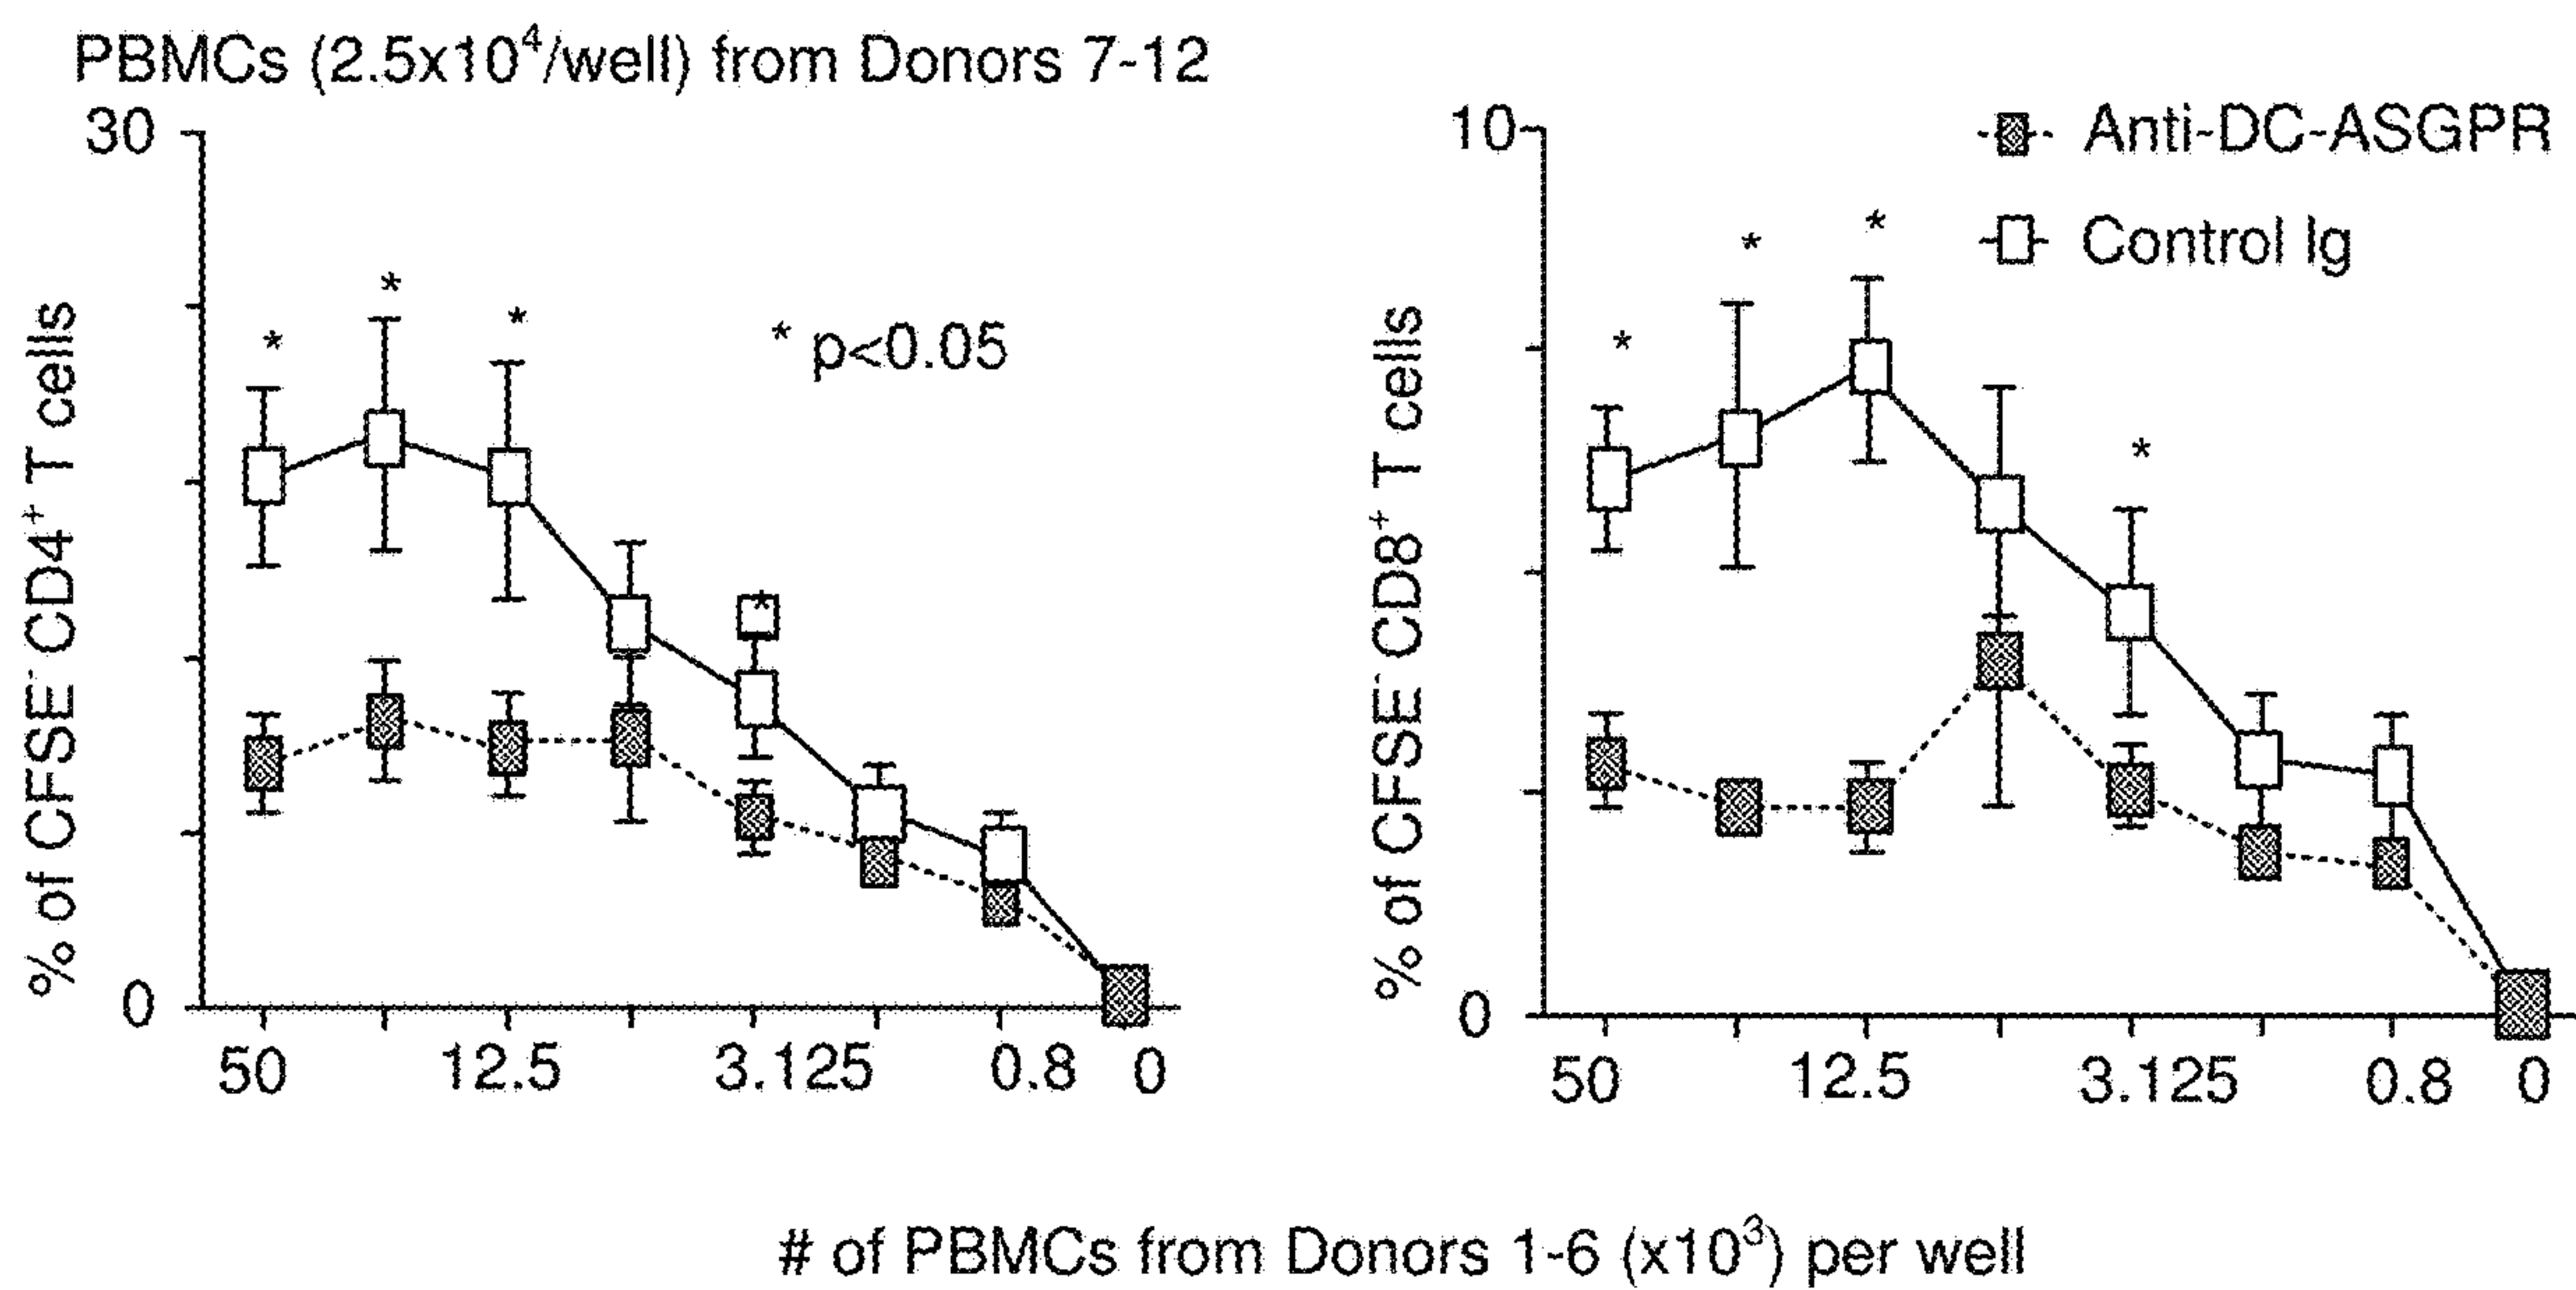 PBMCs (2.5x10⁴/well) from Donors 7-12
30
0
% of CFSE⁻ CD4⁺ T cells
*
*
*
*
* p<0.05
50 12.5 3.125 0.8 0
10
0
% of CFSE⁻ CD8⁺ T cells
*
*
*
*
Anti-DC-ASGPR
Control Ig
50 12.5 3.125 0.8 0
# of PBMCs from Donors 1-6 (x10³) per well